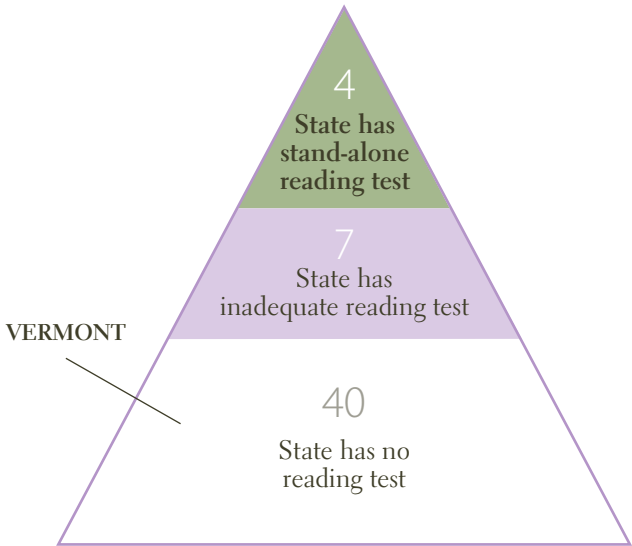 4
State has
stand-alone
reading test
7
State has
inadequate reading test
VERMONT
40
State has no
reading test